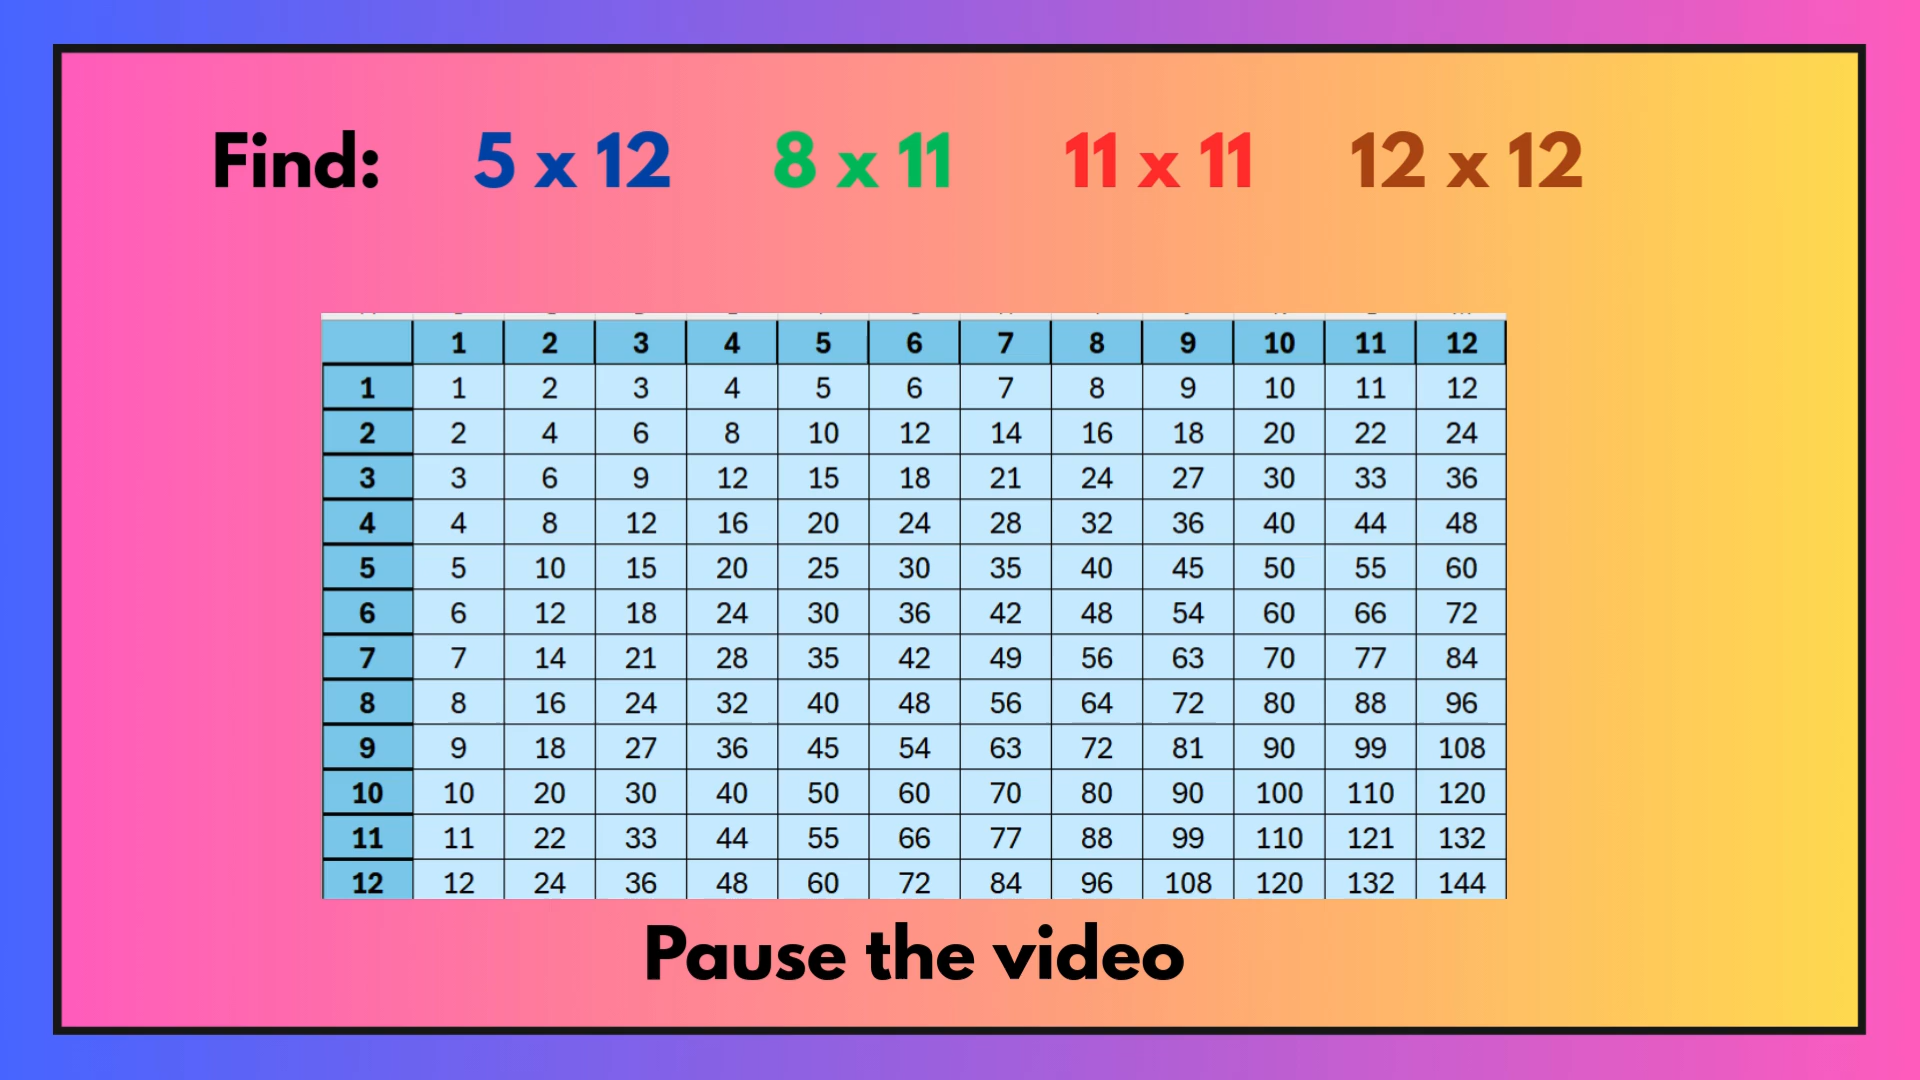 Find: 5 x 12 8 x 11 11 x 11 12 x 12
1 2 3 4 5 6 7 8 9 10 11 12
1 1 2 3 4 5 6 7 8 9 10 11 12
2 2 4 6 8 10 12 14 16 18 20 22 24
3 3 6 9 12 15 18 21 24 27 30 33 36
4 4 8 12 16 20 24 28 32 36 40 44 48
5 5 10 15 20 25 30 35 40 45 50 55 60
6 6 12 18 24 30 36 42 48 54 60 66 72
7 7 14 21 28 35 42 49 56 63 70 77 84
8 8 16 24 32 40 48 56 64 72 80 88 96
9 9 18 27 36 45 54 63 72 81 90 99 108
10 10 20 30 40 50 60 70 80 90 100 110 120
11 11 22 33 44 55 66 77 88 99 110 121 132
12 12 24 36 48 60 72 84 96 108 120 132 144
Pause the video